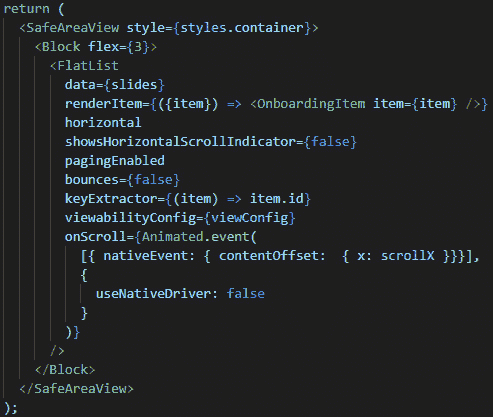 return (
<SafeAreaView style={styles.container}>
<Block flex={3}>
<FlatList
data={slides}
renderItem={({item}) => <OnboardingItem item={item} />}
horizontal
showsHorizontalScrollIndicator={false}
pagingEnabled
bounces={false}
keyExtractor={(item) => item.id}
viewabilityConfig={viewConfig}
onScroll={Animated.event(
[{ nativeEvent: { contentOffset:  { x: scrollX }}}],
{
useNativeDriver: false
}
)}
/>
</Block>
</SafeAreaView>
);